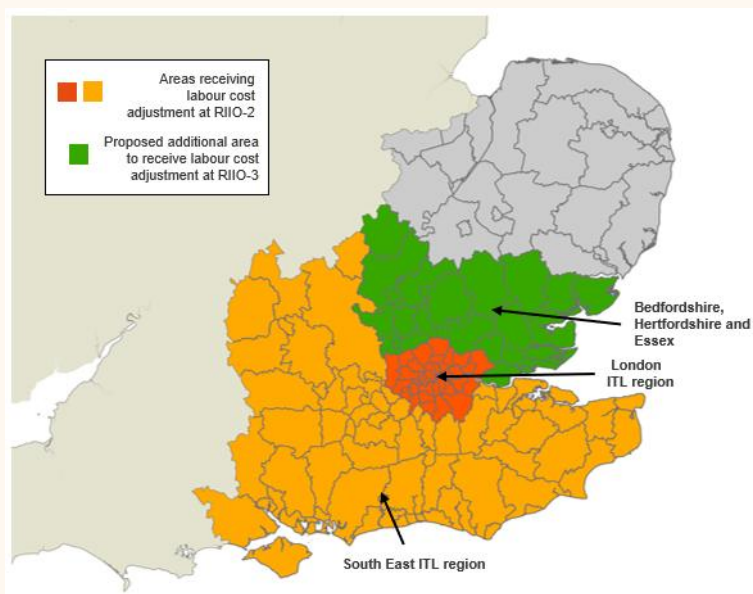 Areas receiving
labour cost
adjustment at RIIO-2
Proposed additional area
to receive labour cost
adjustment at RIIO-3
Bedfordshire,
Hertfordshire and
Essex
London
ITL region
South East ITL region